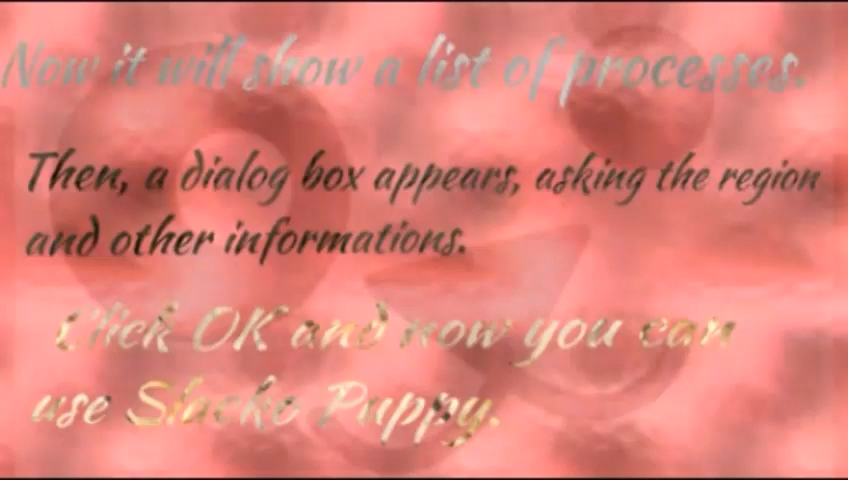 Now it will show a list of processes.
Then, a dialog box appears, asking the region
and other informations.
Click OK and now you can
use Slacko Puppy.